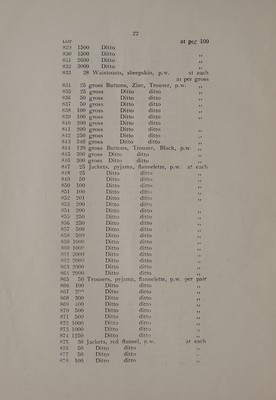 22
LOT at per 100
829 1500 Ditto ,,
830 1500 Ditto ,,
831 2000 Ditto ,,
832 3000 Ditto ,,
833 28 Waistcoats, sheepskin, p.w. at each
at per gross
834 25 gross Buttons, Zinc, Trouser, p.w. ,,
835 25 gross Ditto ditto ,,
836 50 gross Ditto ditto ,,
837 50 gross Ditto ditto ,,
838 100 gross Ditto ditto ,,
839 100 gross Ditto ditto ,,
840 200 gross Ditto ditto ,,
841 200 gross Ditto ditto ,,
842 250 gross Ditto ditto ,,
843 gross Ditto ditto ,,
844 129 gross Buttons, Trouser, Black, p.w ,,
845 300 gross Ditto ditto ,,
846 300 gross Ditto ditto ,,
847 25 Jackets, pyjama, flannelette, p.w. at each
848 25 Ditto ditto ,,
849 50 Ditto ditto ,,
850 100 Ditto ditto ,,
851 100 Ditto ditto ,,
852 201 Ditto ditto ,,
853 200 Ditto ditto ,,
854 200 Ditto ditto ,,
855 250 Ditto ditto ,,
856 250 Ditto ditto ,,
857 500 Ditto ditto ,,
858 Ditto ditto ,,
859 1000 Ditto ditto ,,
860 1000 Ditto ditto ,,
861 2000 Ditto ditto ,,
862 2000 Ditto ditto ,,
863 2000 Ditto ditto ,,
864 2000 Ditto ditto ,,
865 50 Trousers, pyjama, flannelette, p.w. per pair
866 100 Ditto ditto ,,
867 Ditto ditto ,,
868 300 Ditto ditto ,,
869 Ditto ditto ,,
870 500 Ditto ditto ,,
871 500 Ditto ditto ,,
872 1000 Ditto ditto ,,
873 1000 Ditto ditto ,,
874 1250 Ditto ditto ,,
875 Jackets, red flannel, p.w. at each
876 50 Ditto ditto ,,
877 50 Ditto ditto ,,
878 100 Ditto ditto ,,